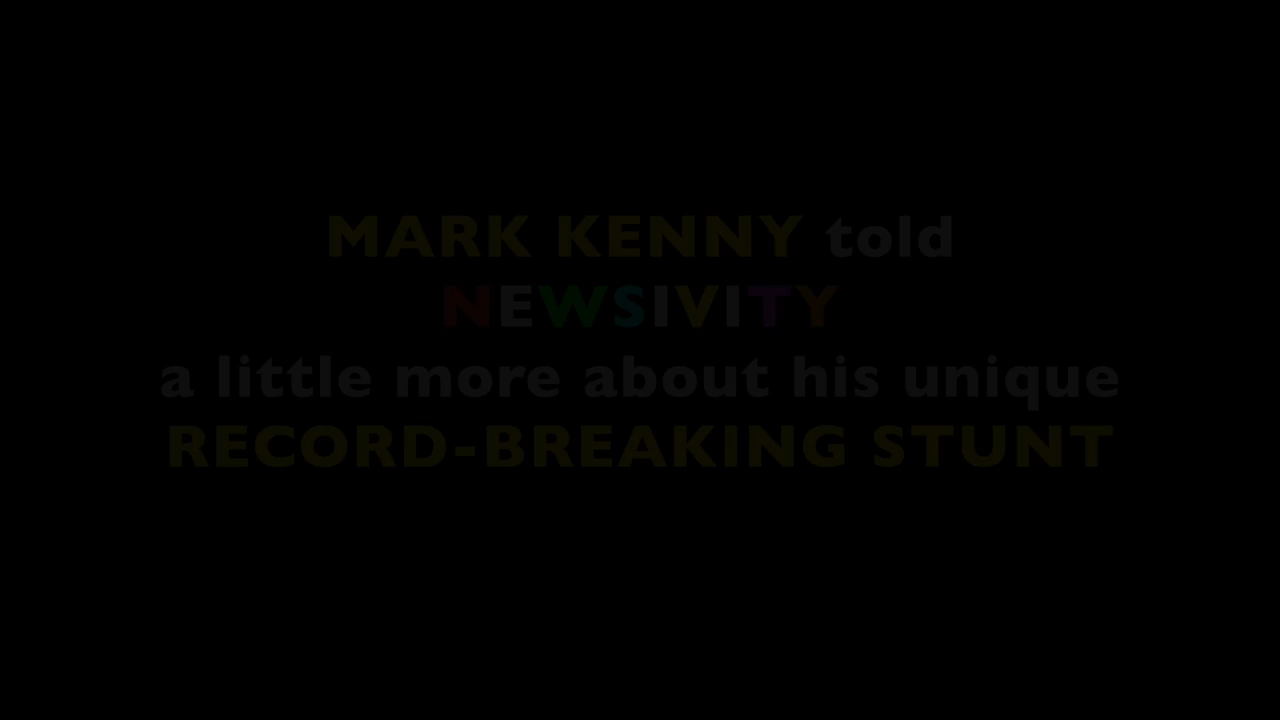 MARK KENNY told
NEWSIVITY
a little more about his unique
RECORD-BREAKING STUNT